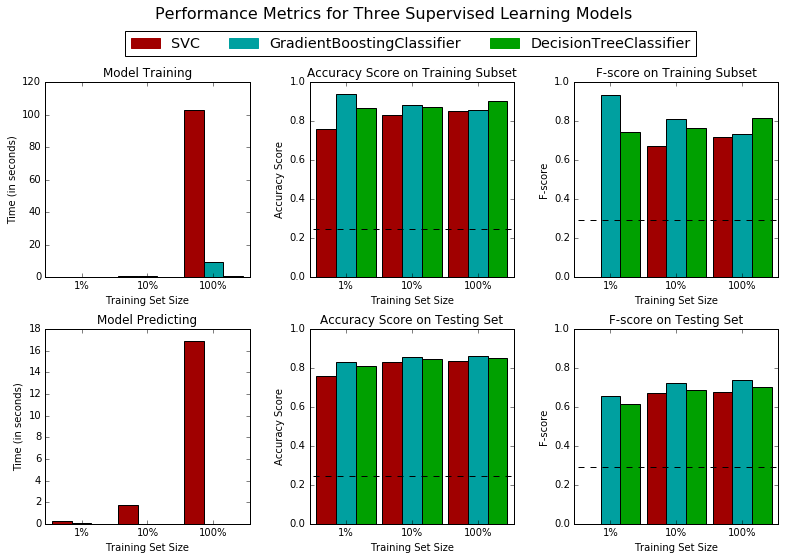 Performance Metrics for Three Supervised Learning Models
SVC GradientBoostingClassifier DecisionTreeClassifier
Model Training
Time (in seconds)
120
100
80
60
40
20
0
1% 10% 100%
Training Set Size
Accuracy Score on Training Subset
Accuracy Score
1.0
0.8
0.6
0.4
0.2
0.0
1% 10% 100%
Training Set Size
F-score on Training Subset
F-score
1.0
0.8
0.6
0.4
0.2
0.0
1% 10% 100%
Training Set Size
Model Predicting
Time (in seconds)
18
16
14
12
10
8
6
4
2
0
1% 10% 100%
Training Set Size
Accuracy Score on Testing Set
Accuracy Score
1.0
0.8
0.6
0.4
0.2
0.0
1% 10% 100%
Training Set Size
F-score on Testing Set
F-score
1.0
0.8
0.6
0.4
0.2
0.0
1% 10% 100%
Training Set Size